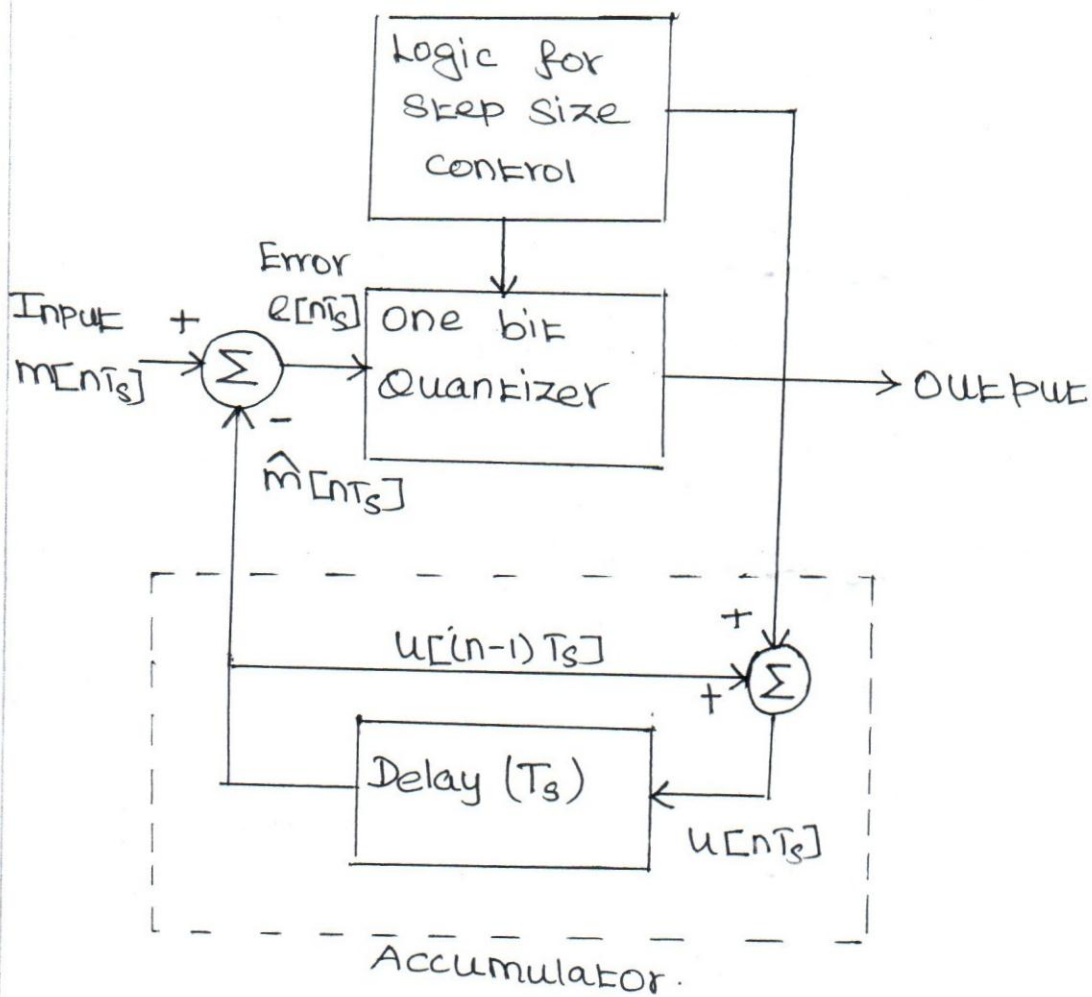 Logic for
Step Size
control
Error
e[nTs]
Input
+
m[nTs]
Σ
-
m̂[nTs]
One bit
Quantizer
Output
+
u[(n-1)Ts]
+
Σ
Delay (Ts)
u[nTs]
Accumulator.